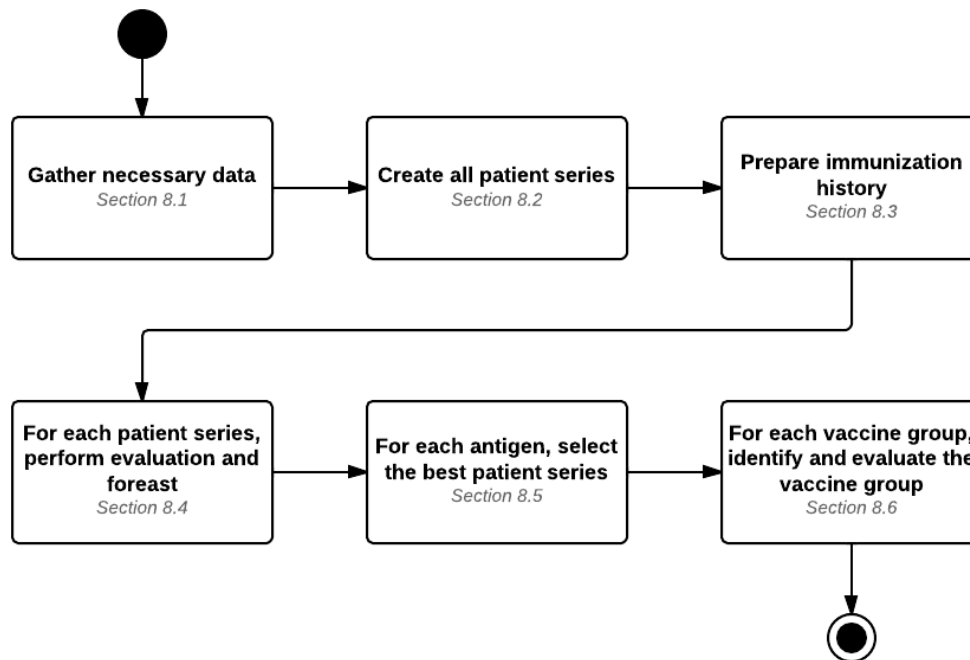 Gather necessary data
Section 8.1
Create all patient series
Section 8.2
Prepare immunization
history
Section 8.3
For each patient series,
perform evaluation and
foreast
Section 8.4
For each antigen, select
the best patient series
Section 8.5
For each vaccine group,
identify and evaluate the
vaccine group
Section 8.6